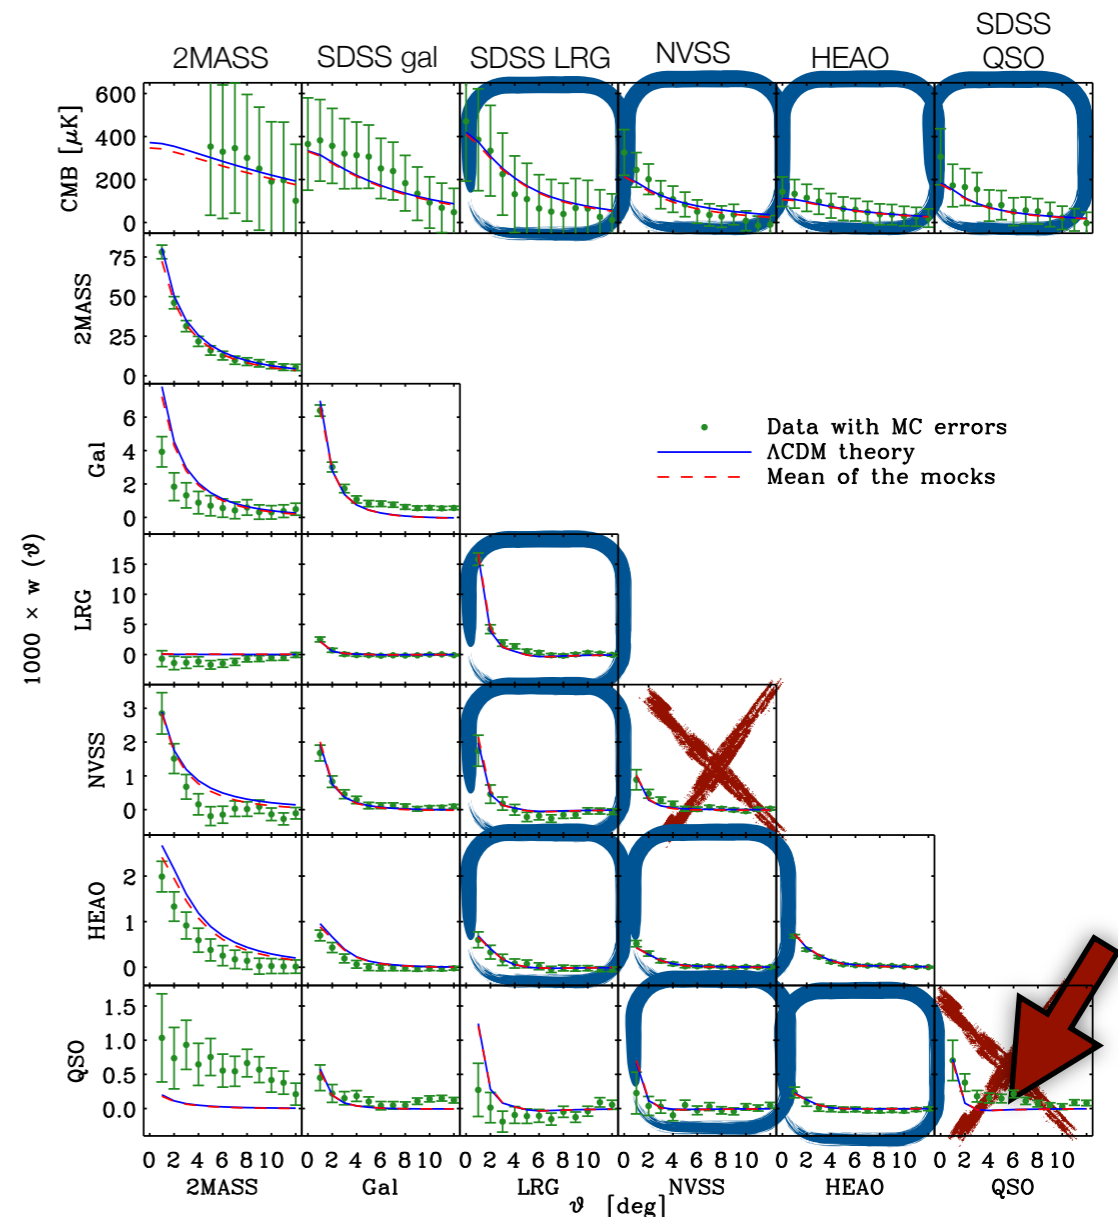 SDSS
2MASS SDSS gal SDSS LRG NVSS HEAO QSO
CMB [μK]
600
400
200
0
2MASS
75
50
25
0
Gal
6
4
2
0
Data with MC errors
ΛCDM theory
Mean of the mocks
1000 × w (ϑ)
LRG
15
10
5
0
NVSS
3
2
1
0
HEAO
2
1
0
QSO
1.5
1.0
0.5
0.0
0 2 4 6 8 10 0 2 4 6 8 10 0 2 4 6 8 10 0 2 4 6 8 10 0 2 4 6 8 10 0 2 4 6 8 10
2MASS Gal LRG NVSS HEAO QSO
ϑ [deg]